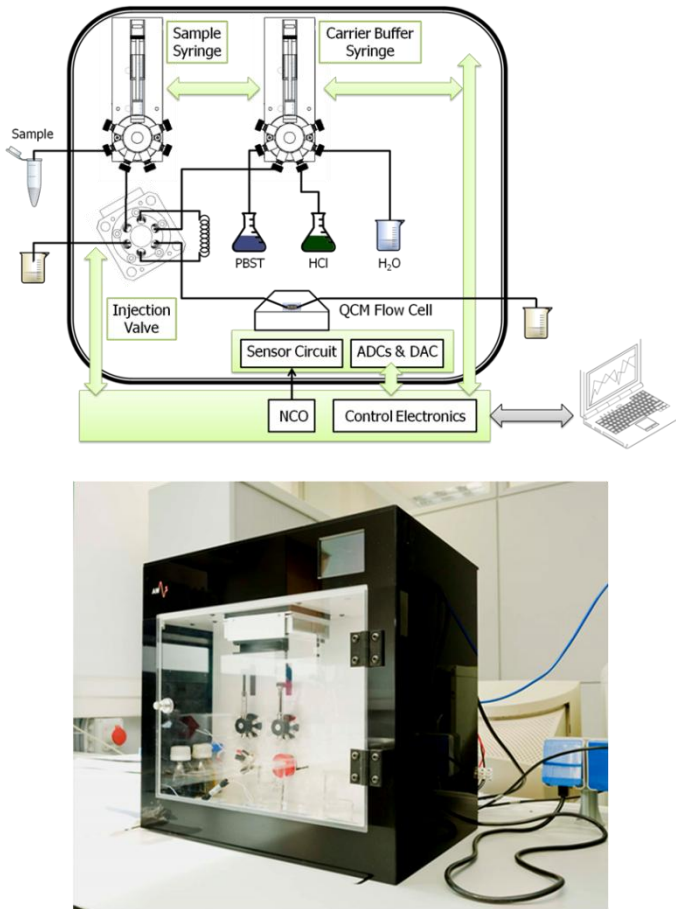 Sample
Syringe
Carrier Buffer
Syringe
Sample
PBST
HCl
H₂O
Injection
Valve
QCM Flow Cell
Sensor Circuit
ADCs & DAC
NCO
Control Electronics